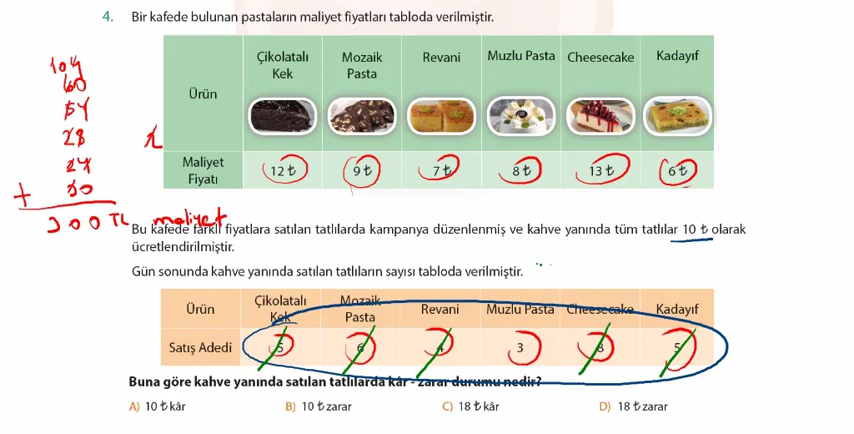 4. Bir kafede bulunan pastaların maliyet fiyatları tabloda verilmiştir.
Ürün Çikolatalı Kek Mozaik Pasta Revani Muzlu Pasta Cheesecake Kadayıf
Maliyet Fiyatı 12 ₺ 9 ₺ 7 ₺ 8 ₺ 13 ₺ 6 ₺
104
60
54
28
24
+ 30
300 TL maliyet
Bu kafede farklı fiyatlara satılan tatlılarda kampanya düzenlenmiş ve kahve yanında tüm tatlılar 10 ₺ olarak
ücretlendirilmiştir.
Gün sonunda kahve yanında satılan tatlıların sayısı tabloda verilmiştir.
Ürün Çikolatalı Kek Mozaik Pasta Revani Muzlu Pasta Cheesecake Kadayıf
Satış Adedi 5 6 4 3 8 5
Buna göre kahve yanında satılan tatlılarda kâr - zarar durumu nedir?
A) 10 ₺ kâr B) 10 ₺ zarar C) 18 ₺ kâr D) 18 ₺ zarar